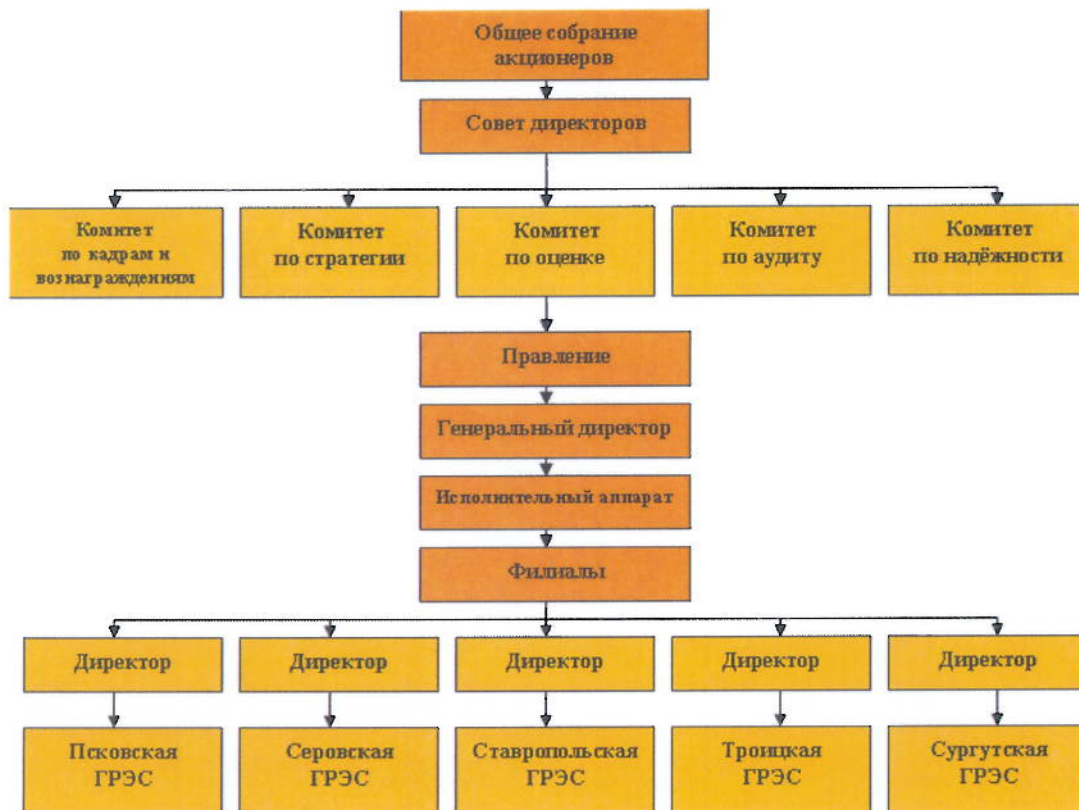 Общее собрание
акционеров
Совет директоров
Комитет
по кадрам и
вознаграждениям
Комитет
по стратегии
Комитет
по оценке
Комитет
по аудиту
Комитет
по надёжности
Правление
Генеральный директор
Исполнительный аппарат
Филиалы
Директор
Директор
Директор
Директор
Директор
Псковская
ГРЭС
Серовская
ГРЭС
Ставропольская
ГРЭС
Троицкая
ГРЭС
Сургутская
ГРЭС